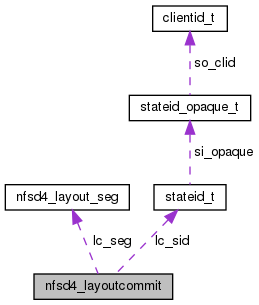 clientid_t
so_clid
stateid_opaque_t
si_opaque
nfsd4_layout_seg
stateid_t
lc_seg
lc_sid
nfsd4_layoutcommit